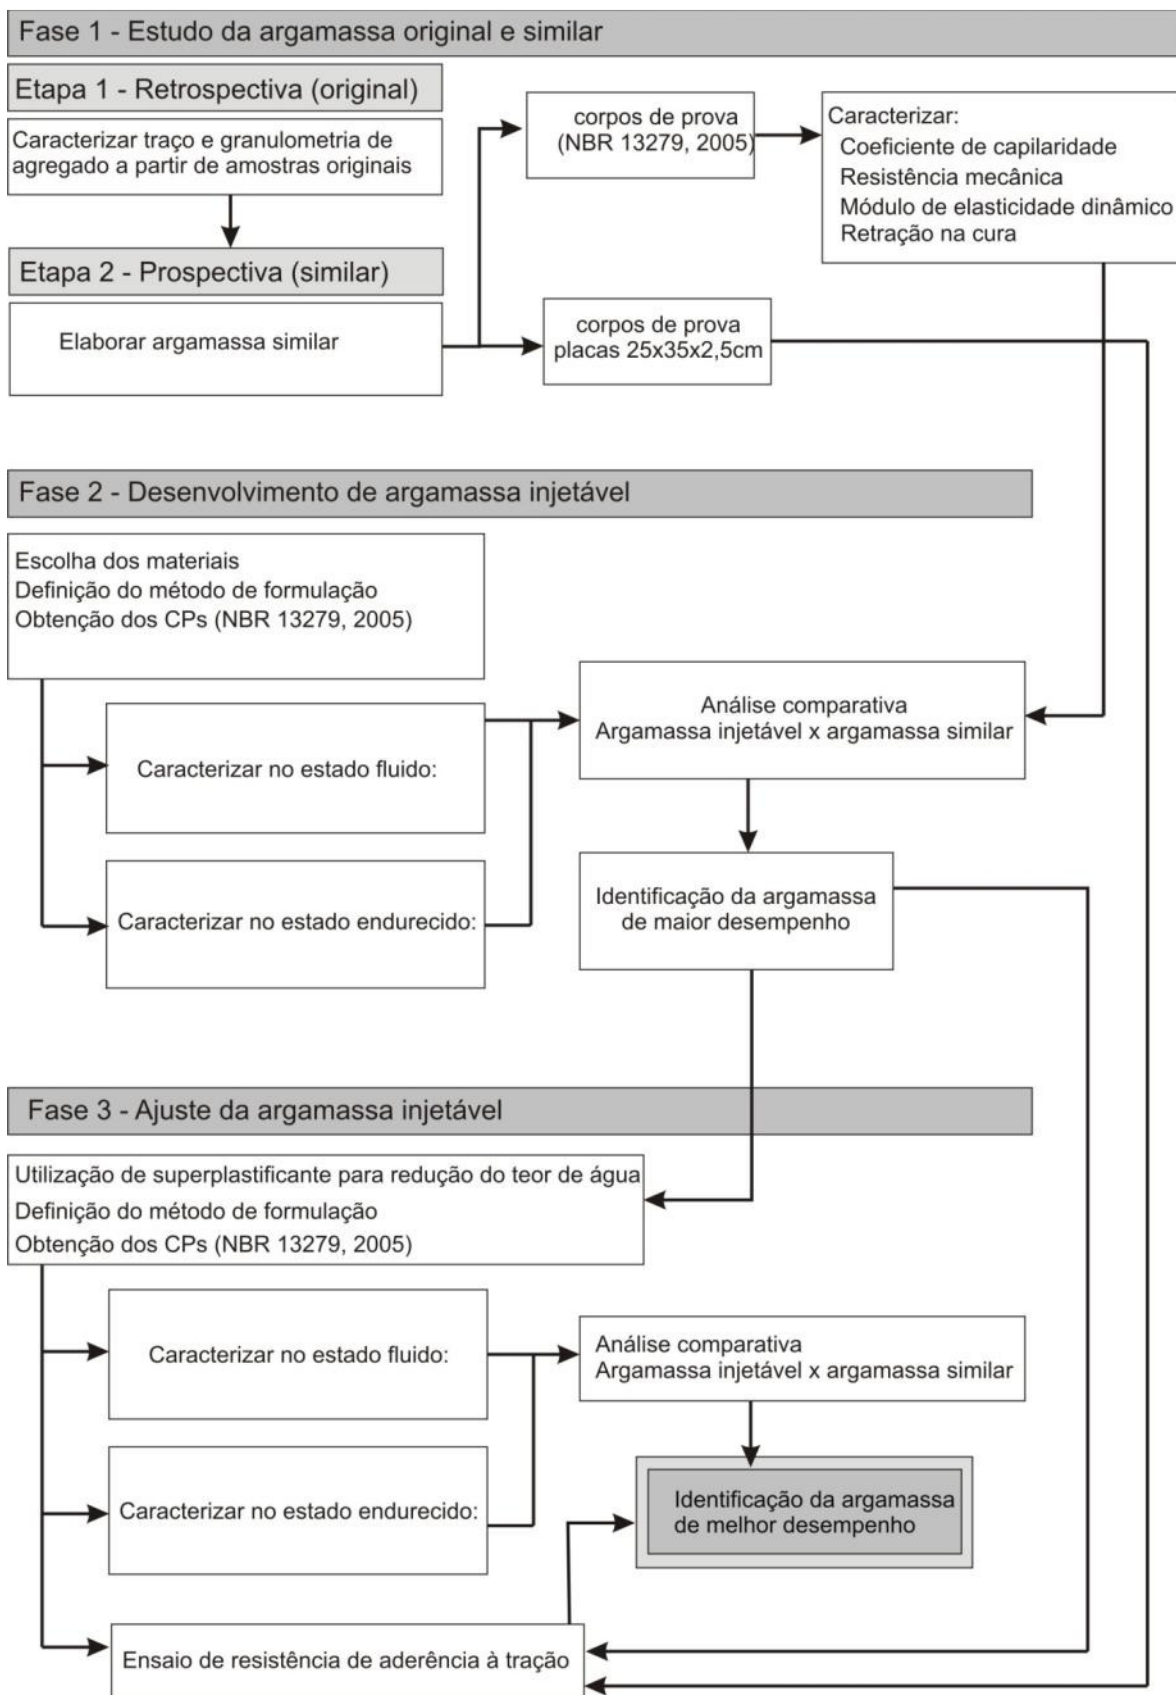 Fase 1 - Estudo da argamassa original e similar
Etapa 1 - Retrospectiva (original)
Caracterizar traço e granulometria de
agregado a partir de amostras originais
corpos de prova
(NBR 13279, 2005)
Caracterizar:
Coeficiente de capilaridade
Resistência mecânica
Módulo de elasticidade dinâmico
Retração na cura
Etapa 2 - Prospectiva (similar)
Elaborar argamassa similar
corpos de prova
placas 25x35x2,5cm
Fase 2 - Desenvolvimento de argamassa injetável
Escolha dos materiais
Definição do método de formulação
Obtenção dos CPs (NBR 13279, 2005)
Caracterizar no estado fluido:
Caracterizar no estado endurecido:
Análise comparativa
Argamassa injetável x argamassa similar
Identificação da argamassa
de maior desempenho
Fase 3 - Ajuste da argamassa injetável
Utilização de superplastificante para redução do teor de água
Definição do método de formulação
Obtenção dos CPs (NBR 13279, 2005)
Caracterizar no estado fluido:
Caracterizar no estado endurecido:
Análise comparativa
Argamassa injetável x argamassa similar
Identificação da argamassa
de melhor desempenho
Ensaio de resistência de aderência à tração